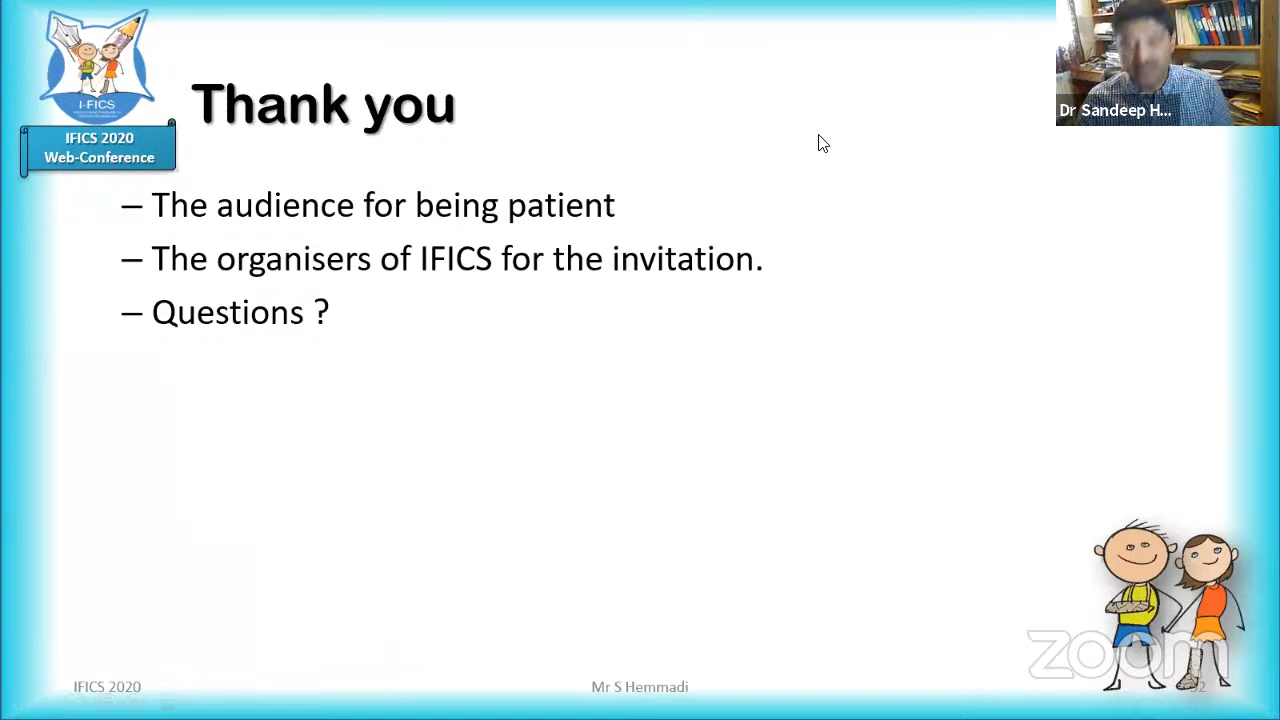 I-FICS
IFICS 2020
Web-Conference
Thank you
Dr Sandeep H...
– The audience for being patient
– The organisers of IFICS for the invitation.
– Questions ?
zoom
IFICS 2020
Mr S Hemmadi